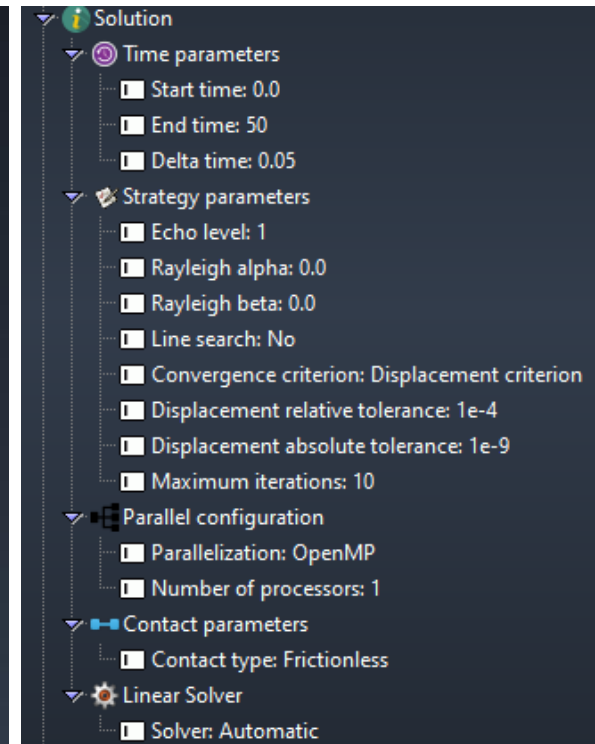 Solution
Time parameters
Start time: 0.0
End time: 50
Delta time: 0.05
Strategy parameters
Echo level: 1
Rayleigh alpha: 0.0
Rayleigh beta: 0.0
Line search: No
Convergence criterion: Displacement criterion
Displacement relative tolerance: 1e-4
Displacement absolute tolerance: 1e-9
Maximum iterations: 10
Parallel configuration
Parallelization: OpenMP
Number of processors: 1
Contact parameters
Contact type: Frictionless
Linear Solver
Solver: Automatic